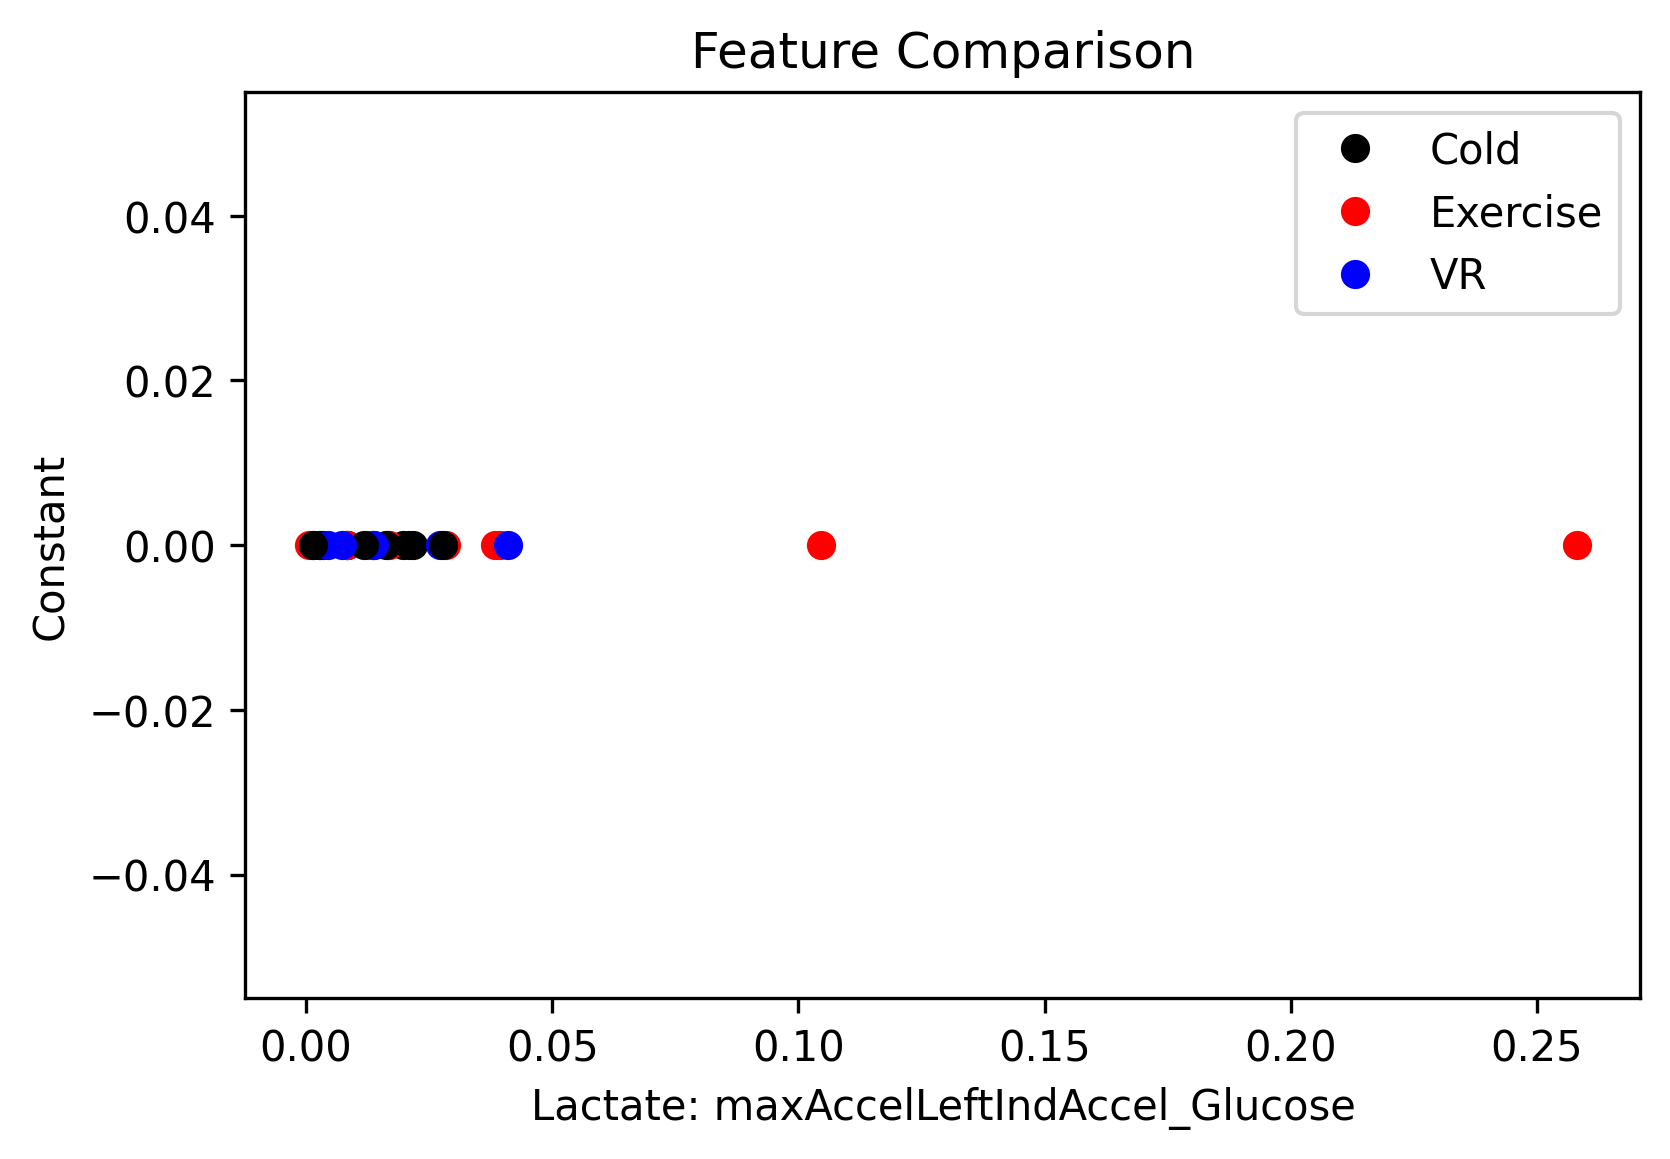 Feature Comparison
Cold
Exercise
VR
0.04
0.02
0.00
−0.02
−0.04
Constant
0.00 0.05 0.10 0.15 0.20 0.25
Lactate: maxAccelLeftIndAccel_Glucose